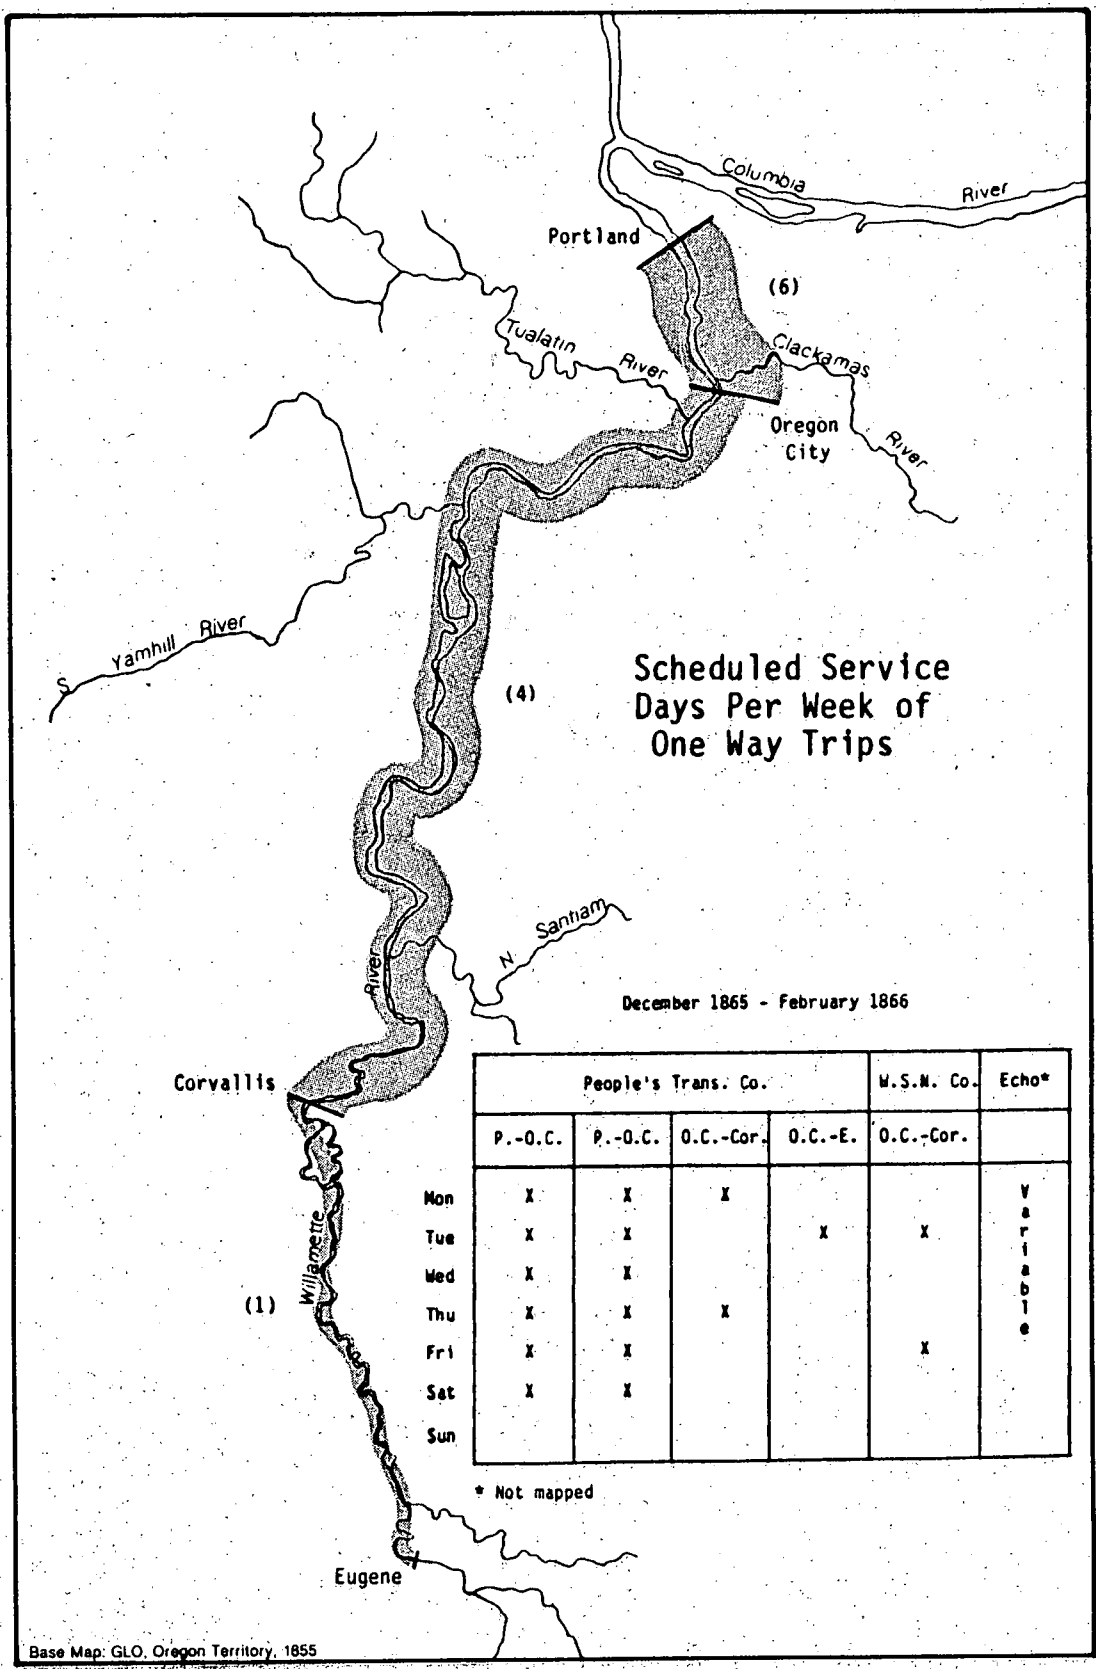 Columbia
River
Portland
(6)
Tualatin
River
Clackamas
River
Oregon
City
S
Yamhill
River
(4)
Scheduled Service
Days Per Week of
One Way Trips
N
Santiam
River
December 1865 - February 1866
Corvallis
People's Trans. Co. W.S.N. Co. Echo*
P.-O.C. P.-O.C. O.C.-Cor. O.C.-E. O.C.-Cor.
Mon X X X
Tue X X X X
Wed X X
Thu X X X
Fri X X X
Sat X X
Sun
Variable
Willamette
(1)
* Not mapped
Eugene
Base Map: GLO, Oregon Territory, 1855